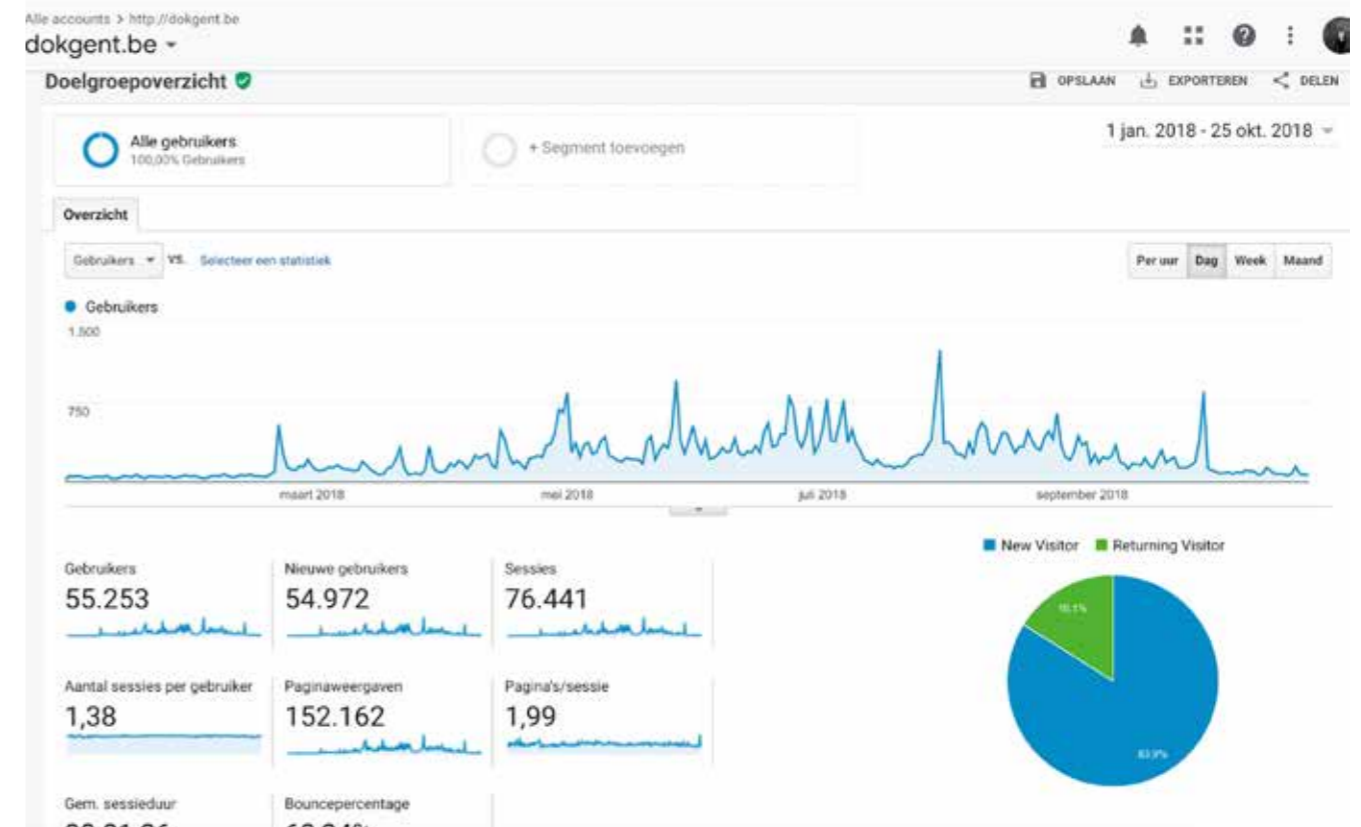 Alle accounts > http://dokgent.be
dokgent.be
Doelgroepoverzicht
OPSLAAN EXPORTEREN DELEN
Alle gebruikers
100,00% Gebruikers
+ Segment toevoegen
1 jan. 2018 - 25 okt. 2018
Overzicht
Gebruikers VS. Selecteer een statistiek
Per uur Dag Week Maand
Gebruikers
1.500
750
maart 2018 mei 2018 juli 2018 september 2018
New Visitor Returning Visitor
Gebruikers Nieuwe gebruikers Sessies
55.253 54.972 76.441
16.1%
83.9%
Aantal sessies per gebruiker Paginaweergaven Pagina's/sessie
1,38 152.162 1,99
Gem. sessieduur Bouncepercentage